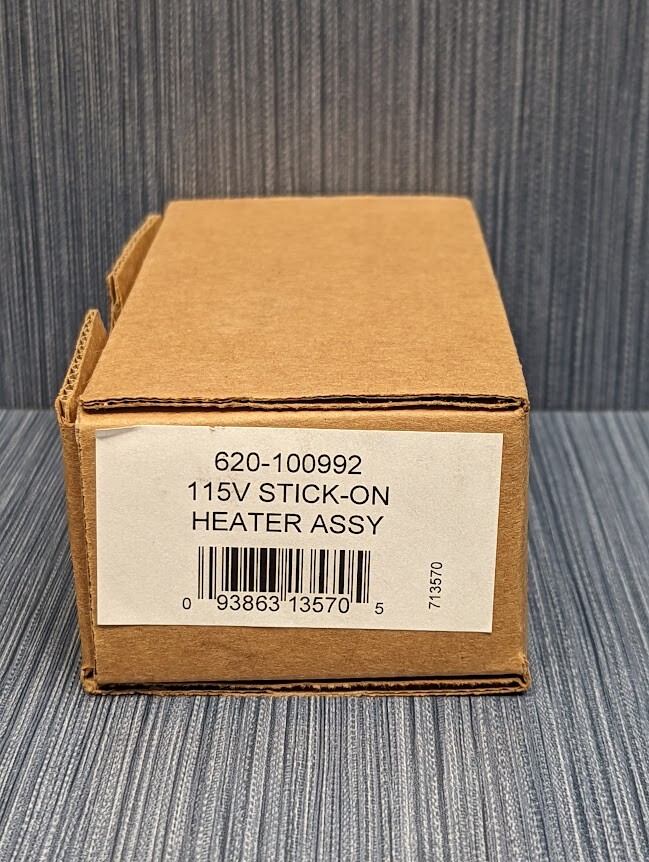 620-100992
115V STICK-ON
HEATER ASSY
0 93863 13570 5
713570